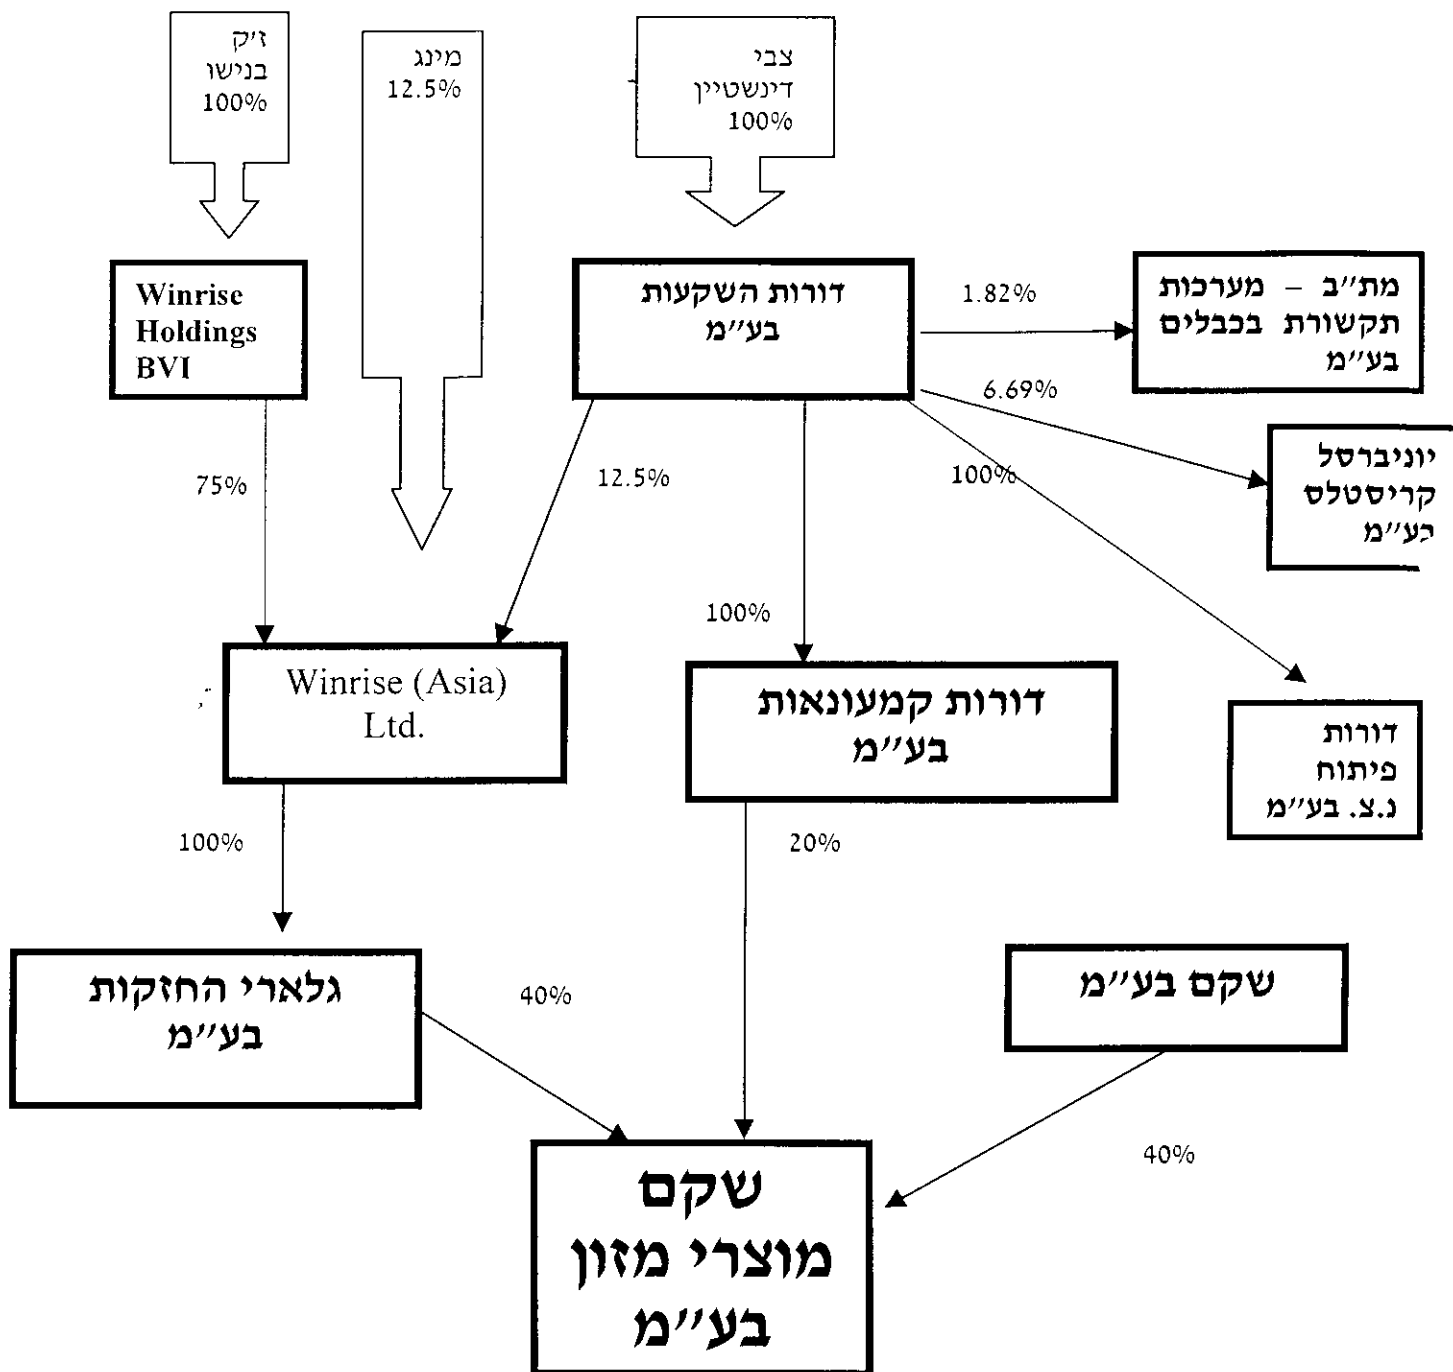 ז׳יק
בנישו
100%
מינג
12.5%
צבי
דינשטיין
100%
Winrise
Holdings
BVI
דורות השקעות
בע״מ
1.82%
מת״ב – מערכות
תקשורת בכבלים
בע״מ
6.69%
יוניברסל
קריסטלס
בע״מ
75%
12.5%
100%
100%
Winrise (Asia)
Ltd.
דורות קמעונאות
בע״מ
דורות
פיתוח
נ.צ. בע״מ
100%
20%
גלארי החזקות
בע״מ
40%
שקם בע״מ
40%
שקם
מוצרי מזון
בע״מ